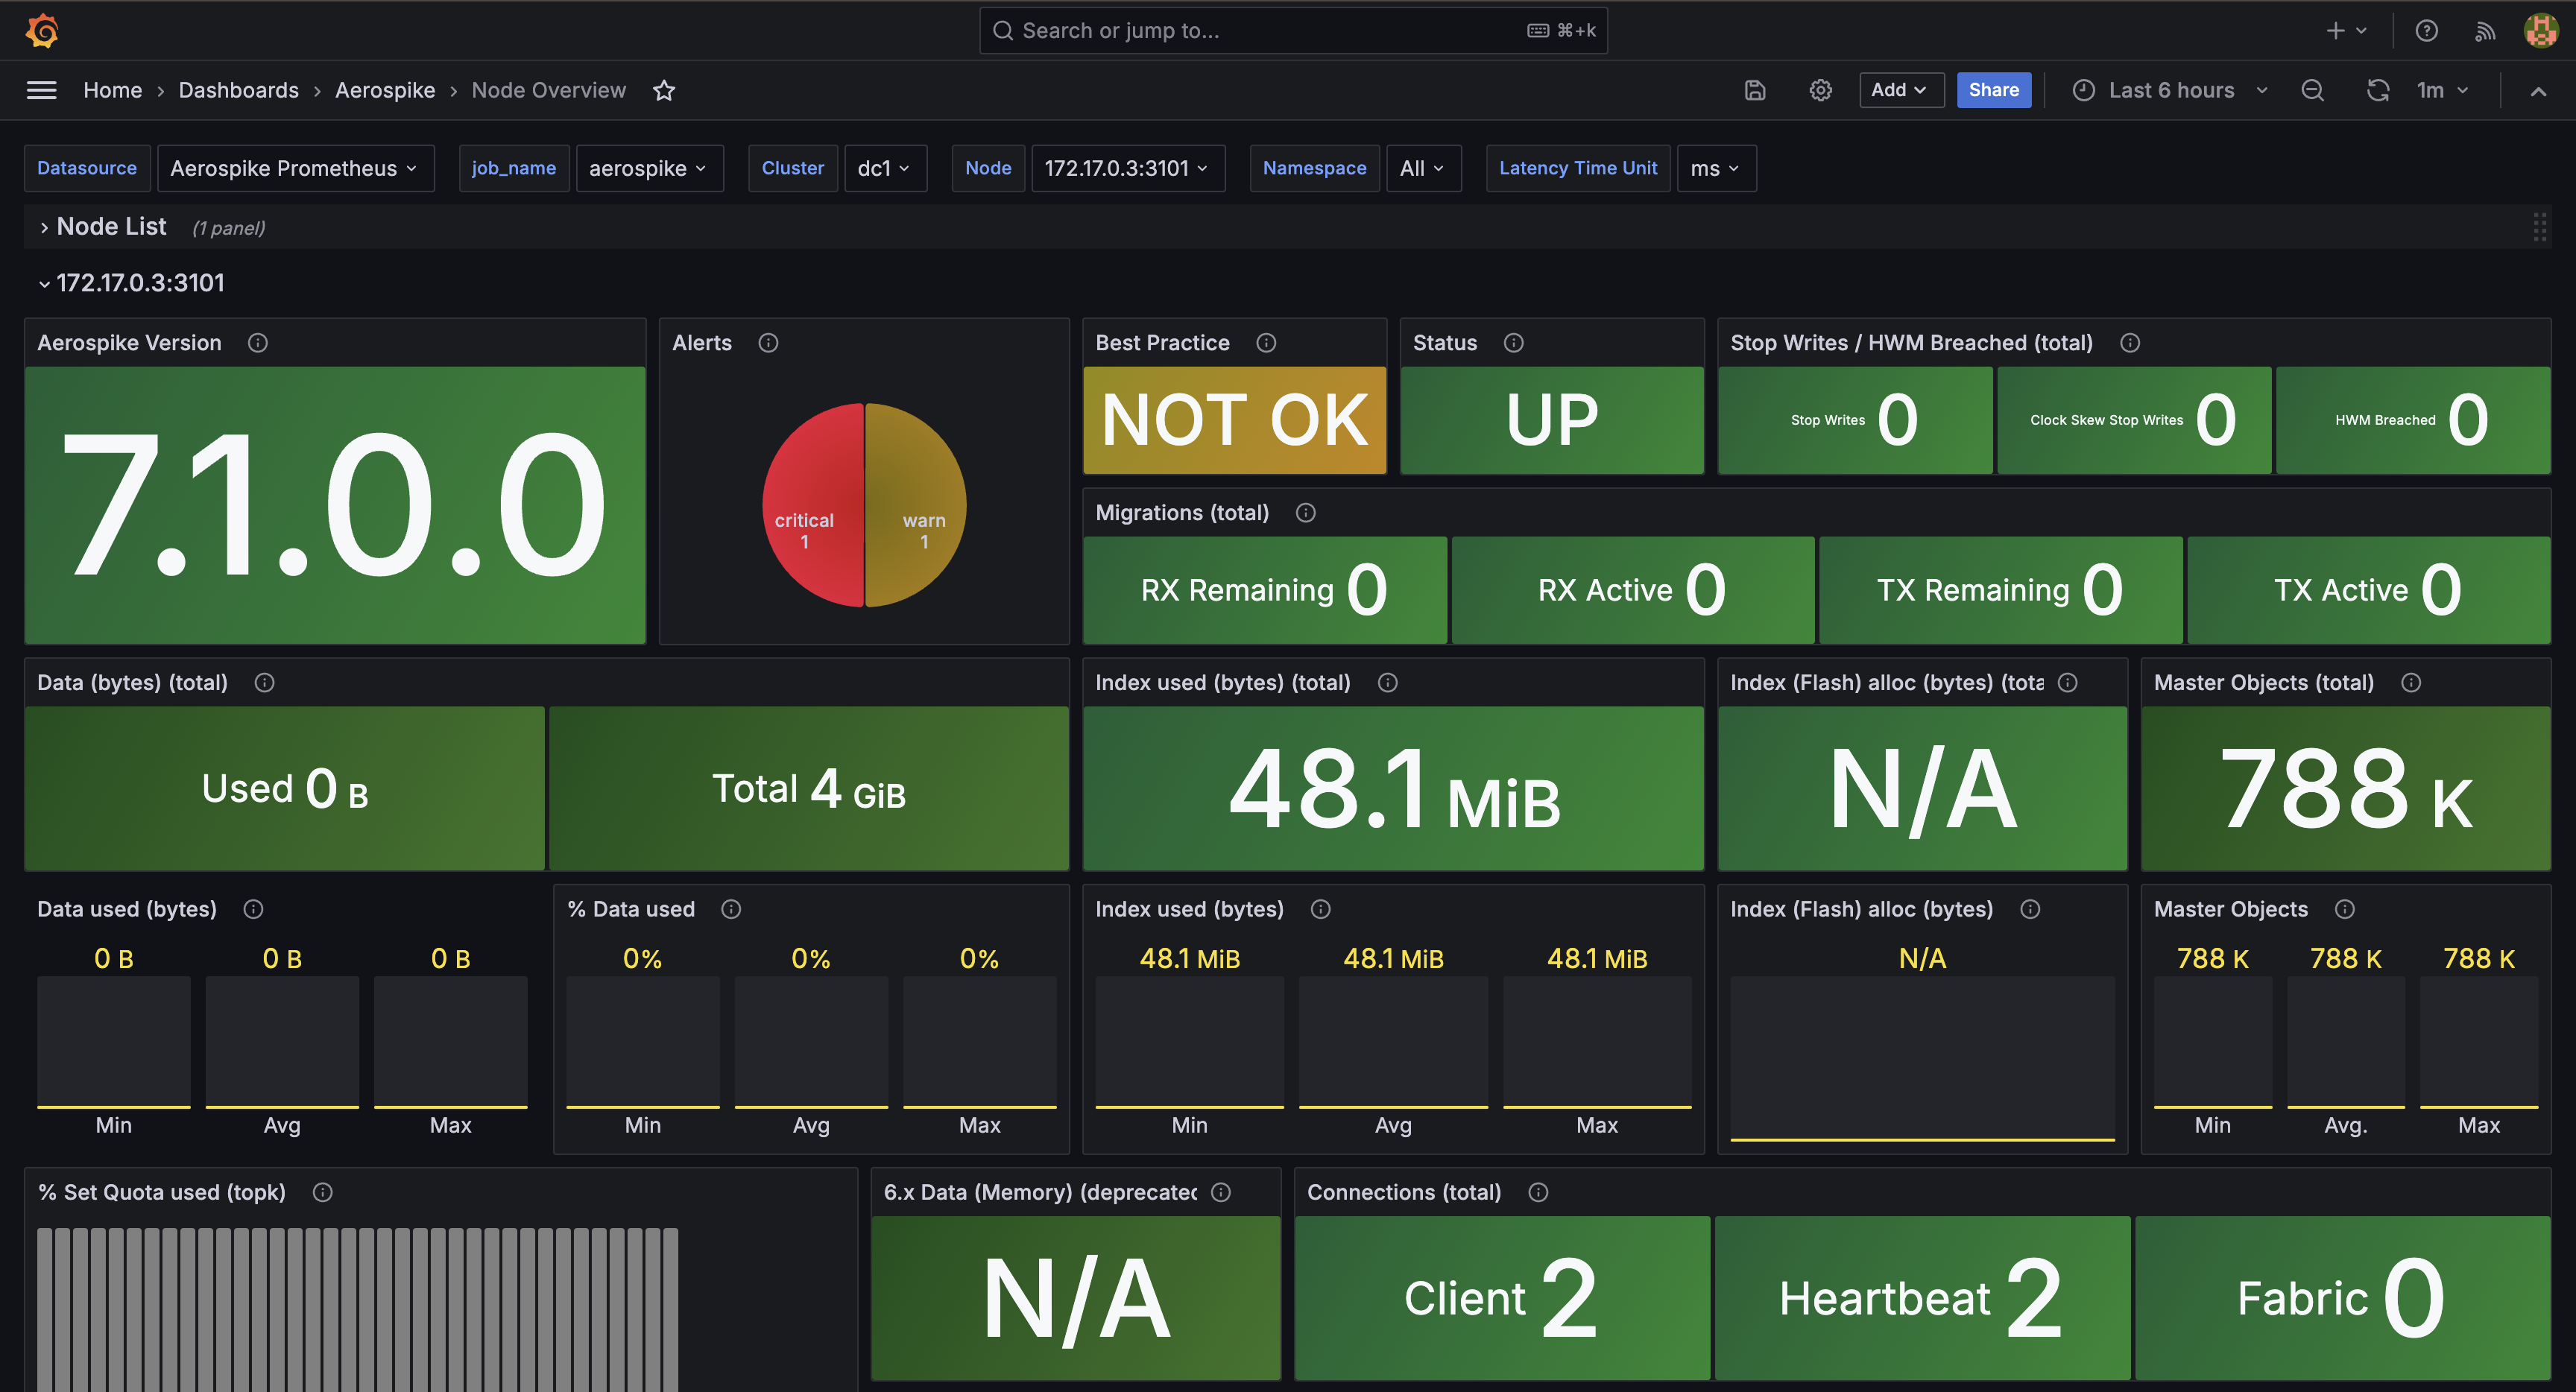 Search or jump to...
⌘+k
Home › Dashboards › Aerospike › Node Overview
Add
Share
Last 6 hours
1m
Datasource
Aerospike Prometheus
job_name
aerospike
Cluster
dc1
Node
172.17.0.3:3101
Namespace
All
Latency Time Unit
ms
Node List (1 panel)
172.17.0.3:3101
Aerospike Version
7.1.0.0
Alerts
critical
1
warn
1
Best Practice
NOT OK
Status
UP
Stop Writes / HWM Breached (total)
Stop Writes 0
Clock Skew Stop Writes 0
HWM Breached 0
Migrations (total)
RX Remaining 0
RX Active 0
TX Remaining 0
TX Active 0
Data (bytes) (total)
Used 0 B
Total 4 GiB
Index used (bytes) (total)
48.1 MiB
Index (Flash) alloc (bytes) (tota
N/A
Master Objects (total)
788 K
Data used (bytes)
0 B
0 B
0 B
Min
Avg
Max
% Data used
0%
0%
0%
Min
Avg
Max
Index used (bytes)
48.1 MiB
48.1 MiB
48.1 MiB
Min
Avg
Max
Index (Flash) alloc (bytes)
N/A
Master Objects
788 K
788 K
788 K
Min
Avg.
Max
% Set Quota used (topk)
6.x Data (Memory) (deprecated
N/A
Connections (total)
Client 2
Heartbeat 2
Fabric 0